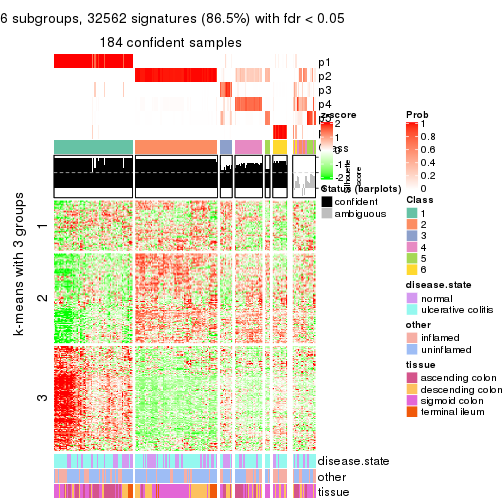 6 subgroups, 32562 signatures (86.5%) with fdr < 0.05
184 confident samples
p1
p2
p3
p4
z-score
2
1
0
-1
-2
Silhouette
score
Status (barplots)
confident
ambiguous
Prob
1
0.8
0.6
0.4
0.2
0
Class
1
2
3
4
5
6
disease.state
normal
ulcerative colitis
other
inflamed
uninflamed
tissue
ascending colon
descending colon
sigmoid colon
terminal ileum
k-means with 3 groups
1
2
3
disease.state
other
tissue